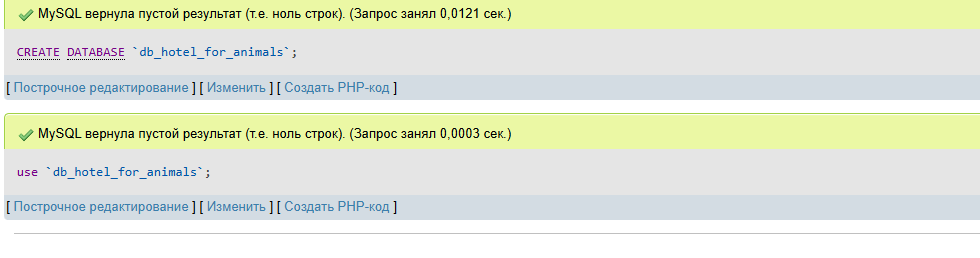 MySQL вернула пустой результат (т.е. ноль строк). (Запрос занял 0,0121 сек.)
CREATE DATABASE `db_hotel_for_animals`;
[ Построчное редактирование ] [ Изменить ] [ Создать PHP-код ]
MySQL вернула пустой результат (т.е. ноль строк). (Запрос занял 0,0003 сек.)
use `db_hotel_for_animals`;
[ Построчное редактирование ] [ Изменить ] [ Создать PHP-код ]